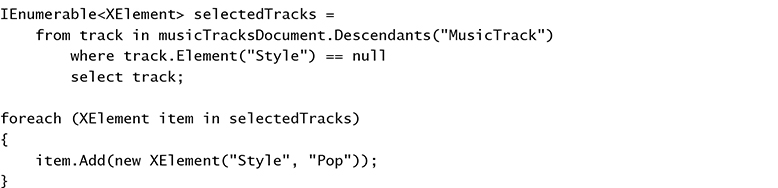 IEnumerable<XElement> selectedTracks =
    from track in musicTracksDocument.Descendants("MusicTrack")
        where track.Element("Style") == null
        select track;

foreach (XElement item in selectedTracks)
{
    item.Add(new XElement("Style", "Pop"));
}